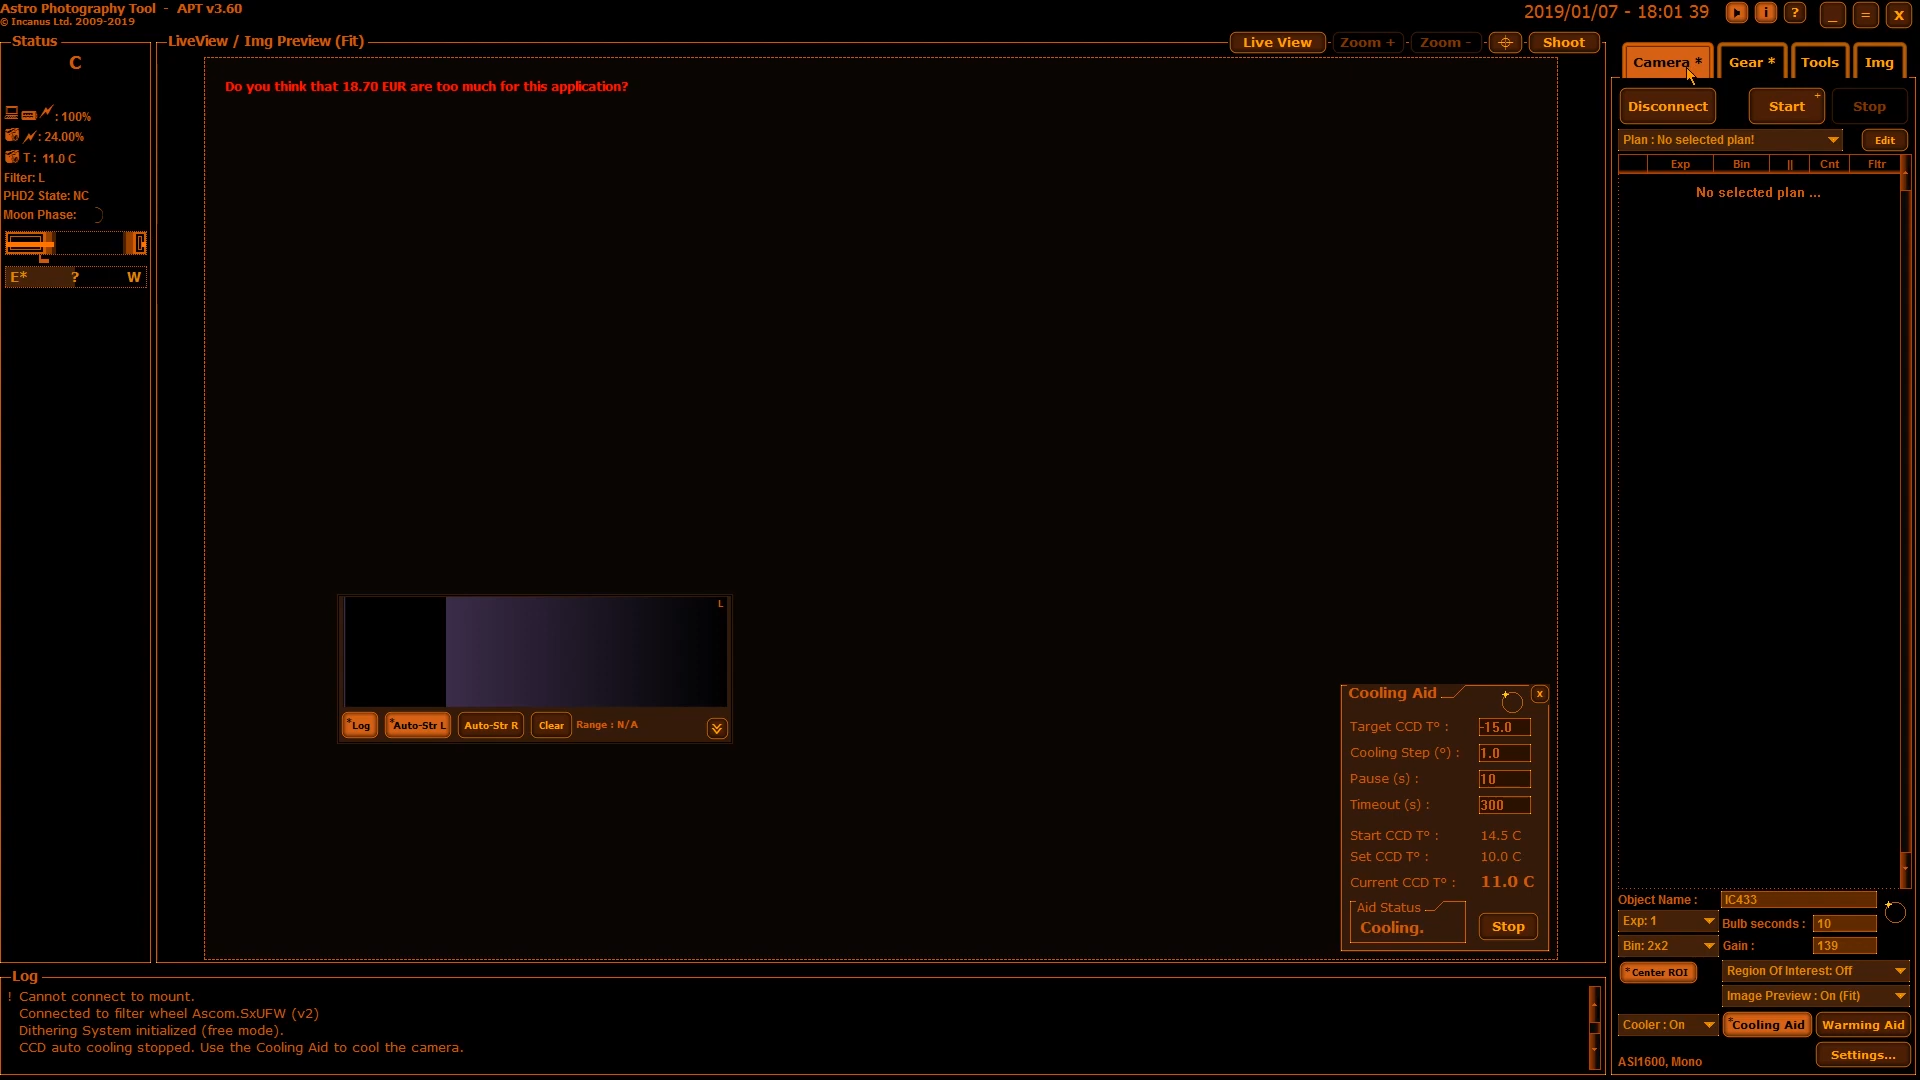 Astro Photography Tool - APT v3.60
© Incanus Ltd. 2009-2019
2019/01/07 - 18:01 39
i
?
_
=
x
Status
C
: 100%
: 24.00%
T : 11.0 C
Filter: L
PHD2 State: NC
Moon Phase:
E* ? W
LiveView / Img Preview (Fit)
Live View
Zoom +
Zoom -
Shoot
Do you think that 18.70 EUR are too much for this application?
L
*Log
*Auto-Str L
Auto-Str R
Clear
Range : N/A
Cooling Aid
x
Target CCD Tº : -15.0
Cooling Step (º) : 1.0
Pause (s) : 10
Timeout (s) : 300
Start CCD Tº : 14.5 C
Set CCD Tº : 10.0 C
Current CCD Tº : 11.0 C
Aid Status
Cooling.
Stop
Camera *
Gear *
Tools
Img
Disconnect
Start +
Stop
Plan : No selected plan!
Edit
Exp Bin || Cnt Fltr
No selected plan ...
Object Name : IC433
Exp: 1
Bulb seconds : 10
Bin: 2x2
Gain : 139
*Center ROI
Region Of Interest: Off
Image Preview : On (Fit)
Cooler : On
*Cooling Aid
Warming Aid
ASI1600, Mono
Settings...
Log
! Cannot connect to mount.
Connected to filter wheel Ascom.SxUFW (v2)
Dithering System initialized (free mode).
CCD auto cooling stopped. Use the Cooling Aid to cool the camera.